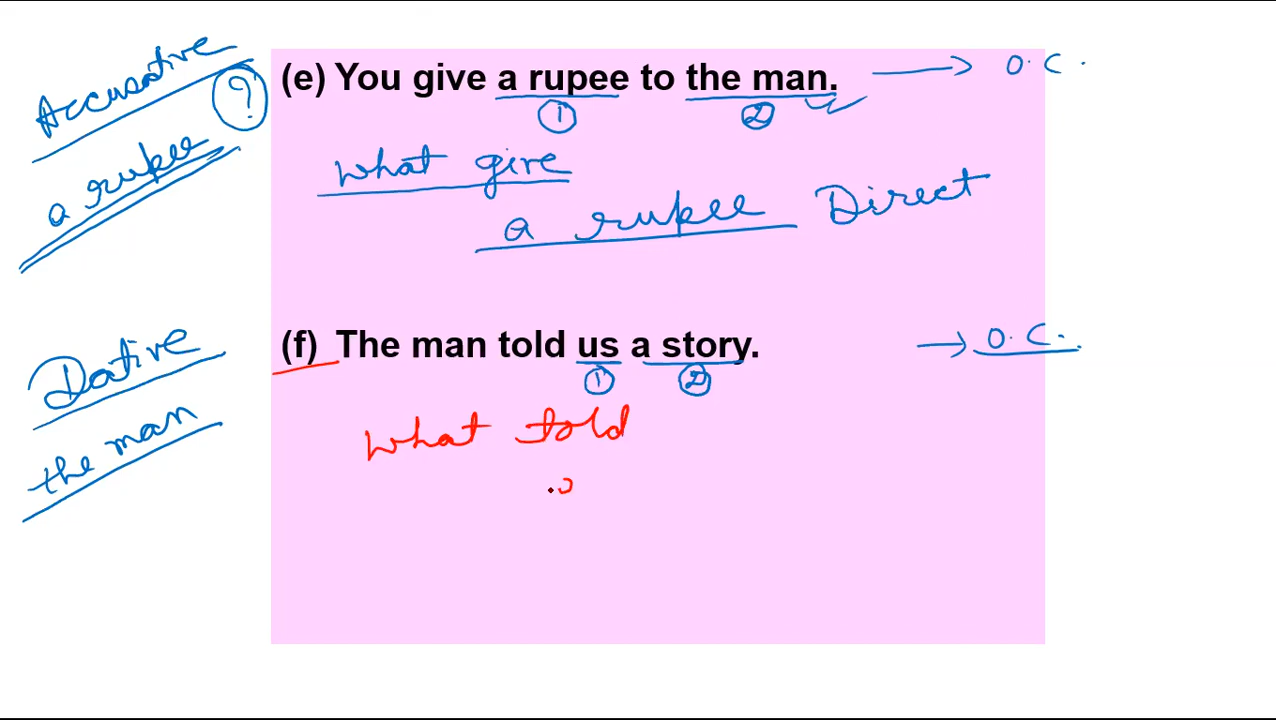 Accusative
?
a rupee
(e) You give a rupee to the man. → O.C.
1 2
What give
a rupee Direct
Dative
the man
(f) The man told us a story. → O.C.
1 2
What told